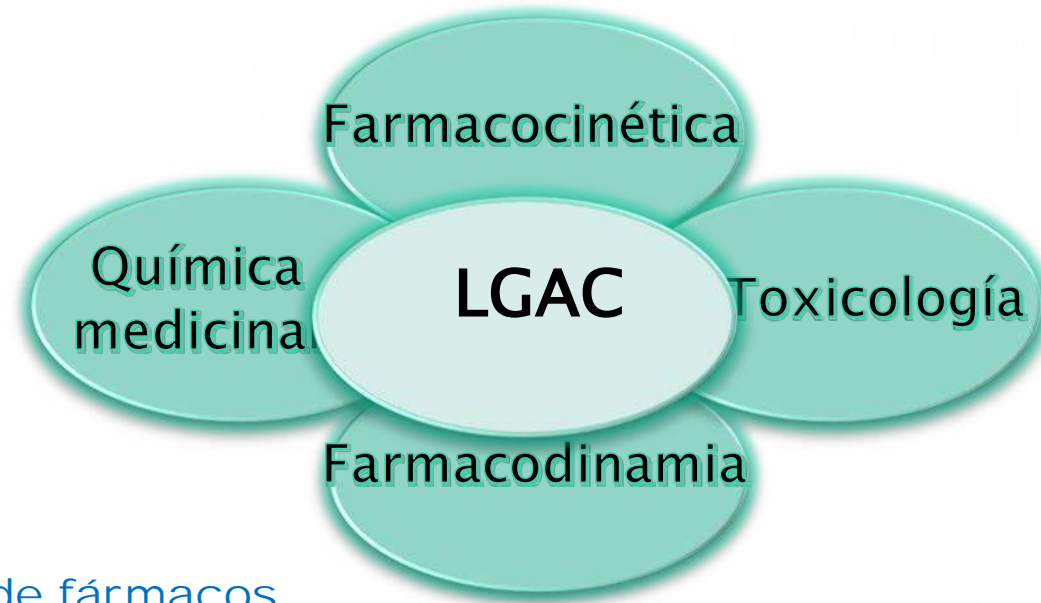 Farmacocinética
Química
medicinal
LGAC
Toxicología
Farmacodinamia
de fármacos